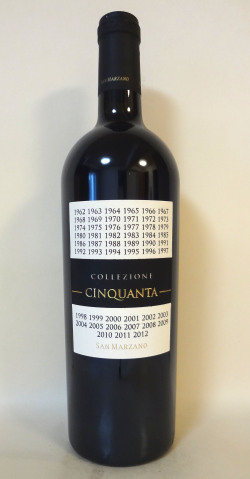 SAN MARZANO
1962 1963 1964 1965 1966 1967
1968 1969 1970 1971 1972 1973
1974 1975 1976 1977 1978 1979
1980 1981 1982 1983 1984 1985
1986 1987 1988 1989 1990 1991
1992 1993 1994 1995 1996 1997
COLLEZIONE
CINQUANTA
1998 1999 2000 2001 2002 2003
2004 2005 2006 2007 2008 2009
2010 2011 2012
SAN MARZANO